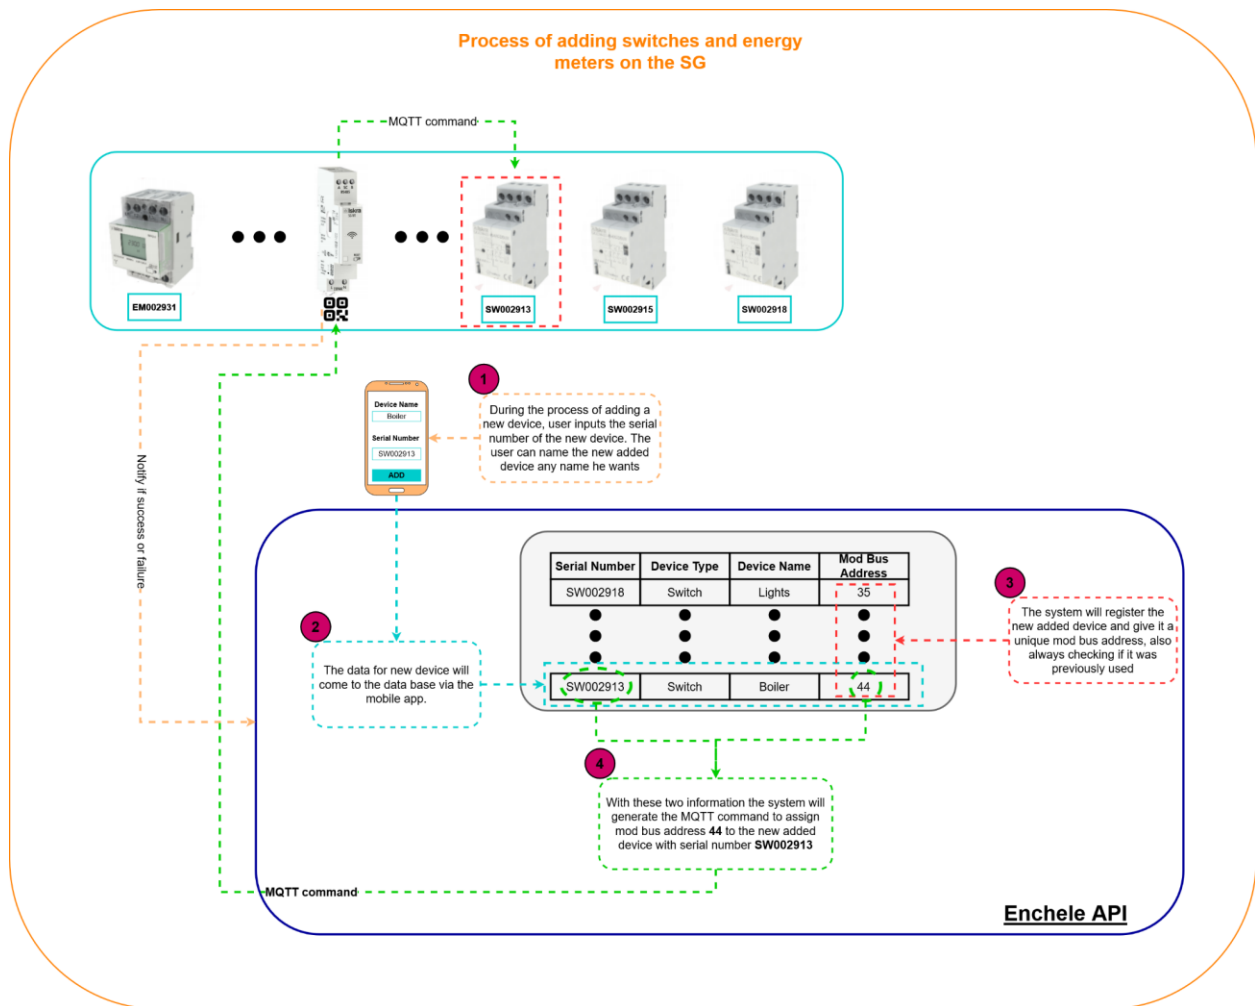 Process of adding switches and energy
meters on the SG
MQTT command
EM002931
SW002913
SW002915
SW002918
Notify if success or failure
Device Name
Boiler
Serial Number
SW002913
ADD
1
During the process of adding a
new device, user inputs the serial
number of the new device. The
user can name the new added
device any name he wants
Serial Number
Device Type
Device Name
Mod Bus
Address
SW002918
Switch
Lights
35
SW002913
Switch
Boiler
44
2
The data for new device will
come to the data base via the
mobile app.
3
The system will register the
new added device and give it a
unique mod bus address, also
always checking if it was
previously used
4
With these two information the system will
generate the MQTT command to assign
mod bus address 44 to the new added
device with serial number SW002913
MQTT command
Enchele API